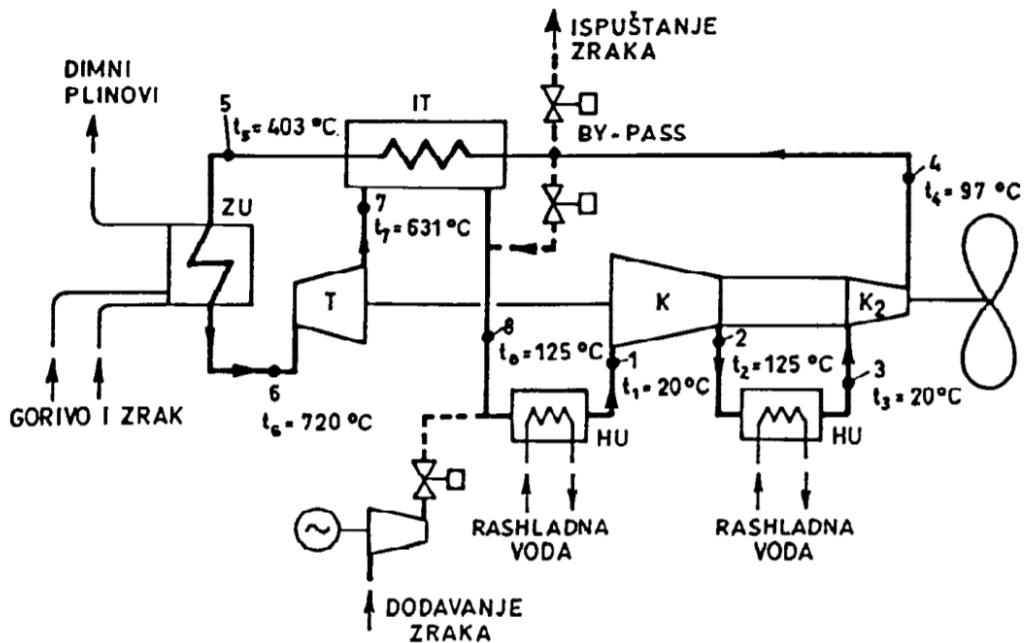 ISPUŠTANJE
ZRAKA
DIMNI
PLINOVI
5
t₅ = 403 °C.
IT
BY-PASS
4
t₄ = 97 °C
ZU
7
t₇ = 631 °C
T
K
K₂
8
t₈ = 125 °C
1
t₁ = 20 °C
2
t₂ = 125 °C
3
t₃ = 20 °C
6
t₆ = 720 °C
GORIVO I ZRAK
HU
HU
~
RASHLADNA
VODA
RASHLADNA
VODA
DODAVANJE
ZRAKA